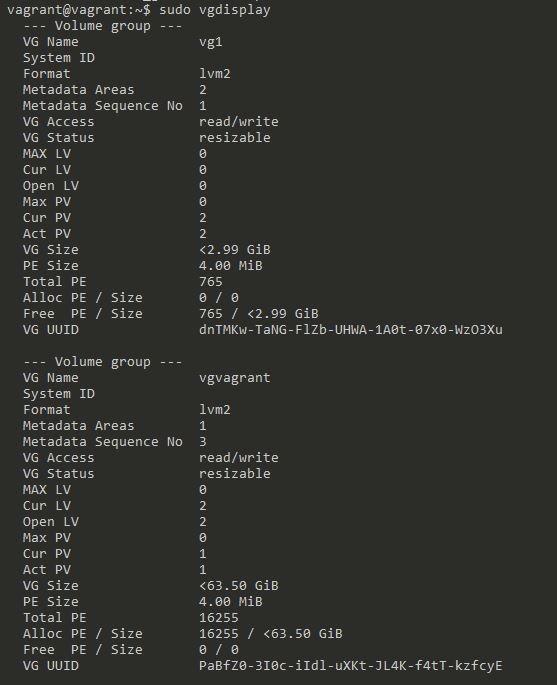 vagrant@vagrant:~$ sudo vgdisplay
  --- Volume group ---
  VG Name               vg1
  System ID
  Format                lvm2
  Metadata Areas        2
  Metadata Sequence No  1
  VG Access             read/write
  VG Status             resizable
  MAX LV                0
  Cur LV                0
  Open LV               0
  Max PV                0
  Cur PV                2
  Act PV                2
  VG Size               <2.99 GiB
  PE Size               4.00 MiB
  Total PE              765
  Alloc PE / Size       0 / 0
  Free  PE / Size       765 / <2.99 GiB
  VG UUID               dnTMKw-TaNG-FlZb-UHWA-1A0t-07x0-WzO3Xu

  --- Volume group ---
  VG Name               vgvagrant
  System ID
  Format                lvm2
  Metadata Areas        1
  Metadata Sequence No  3
  VG Access             read/write
  VG Status             resizable
  MAX LV                0
  Cur LV                2
  Open LV               2
  Max PV                0
  Cur PV                1
  Act PV                1
  VG Size               <63.50 GiB
  PE Size               4.00 MiB
  Total PE              16255
  Alloc PE / Size       16255 / <63.50 GiB
  Free  PE / Size       0 / 0
  VG UUID               PaBfZ0-3I0c-iIdl-uXKt-JL4K-f4tT-kzfcyE